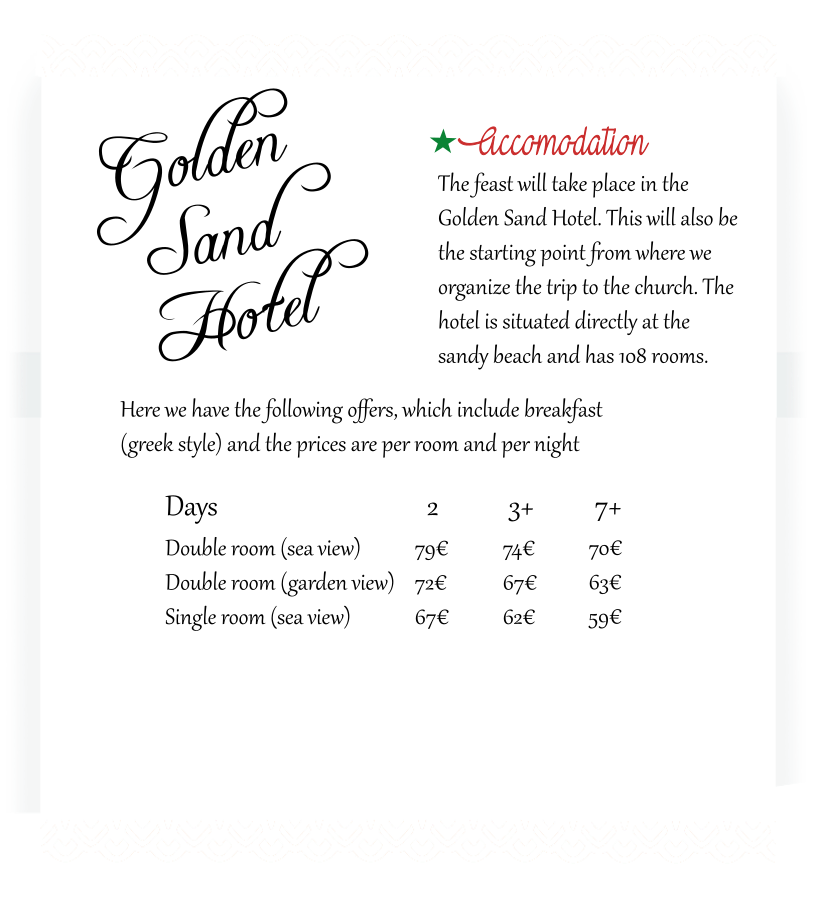 Golden
Sand
Hotel
Accomodation
The feast will take place in the
Golden Sand Hotel. This will also be
the starting point from where we
organize the trip to the church. The
hotel is situated directly at the
sandy beach and has 108 rooms.
Here we have the following offers, which include breakfast
(greek style) and the prices are per room and per night
Days 2 3+ 7+
Double room (sea view) 79€ 74€ 70€
Double room (garden view) 72€ 67€ 63€
Single room (sea view) 67€ 62€ 59€